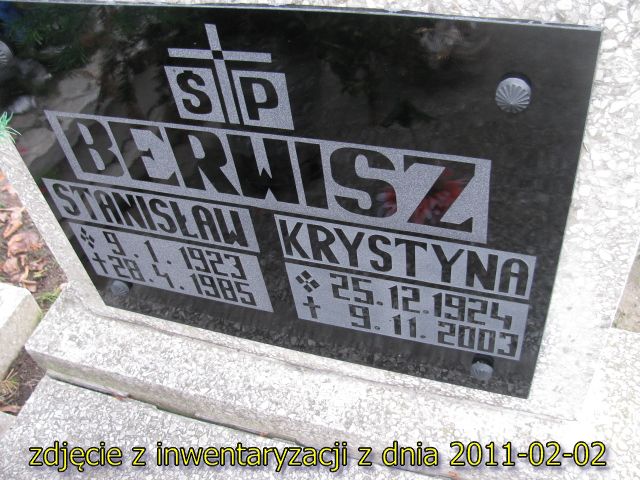 ŚP
BERWISZ
STANISŁAW
9.1.1923
28.4.1985
KRYSTYNA
25.12.1924
9.11.2003
zdjęcie z inwentaryzacji z dnia 2011-02-02